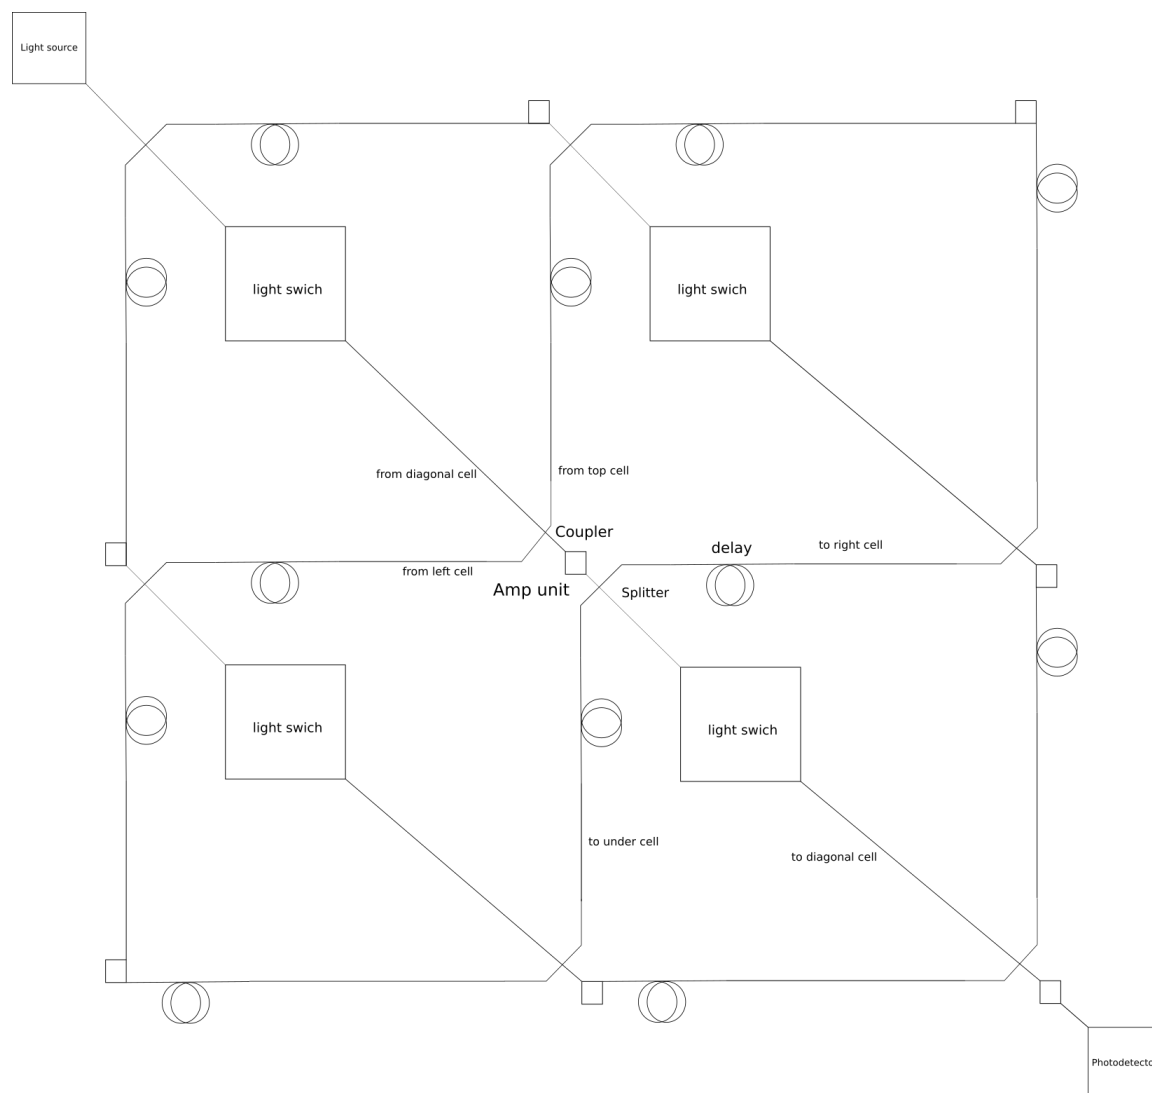 Light source
light swich
light swich
from diagonal cell
from top cell
Coupler
delay
to right cell
from left cell
Amp unit
Splitter
light swich
light swich
to under cell
to diagonal cell
Photodetecto